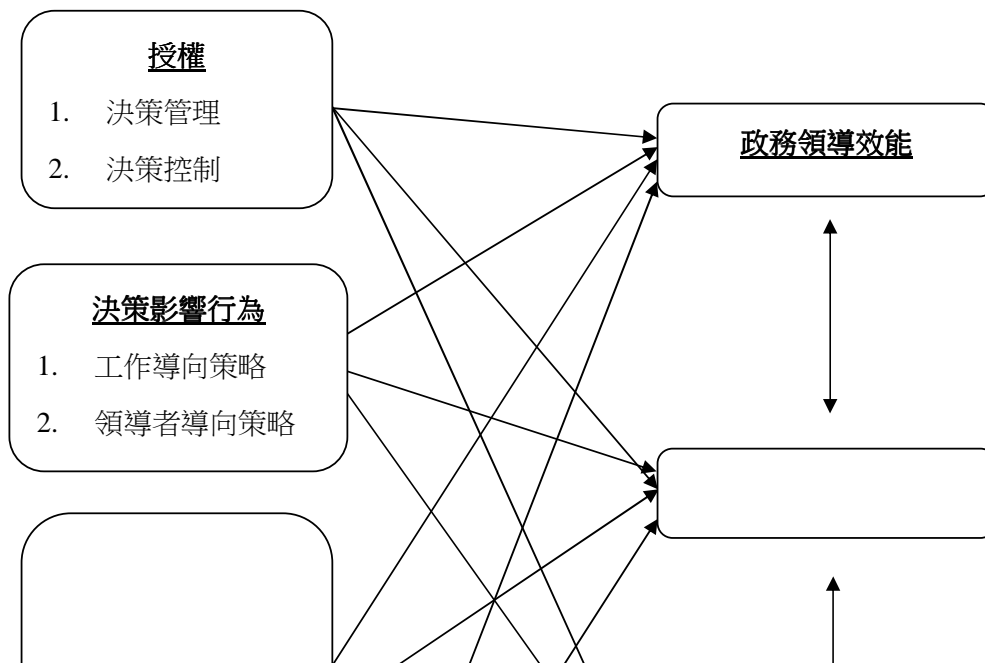 授權
1. 決策管理
2. 決策控制
政務領導效能
決策影響行為
1. 工作導向策略
2. 領導者導向策略